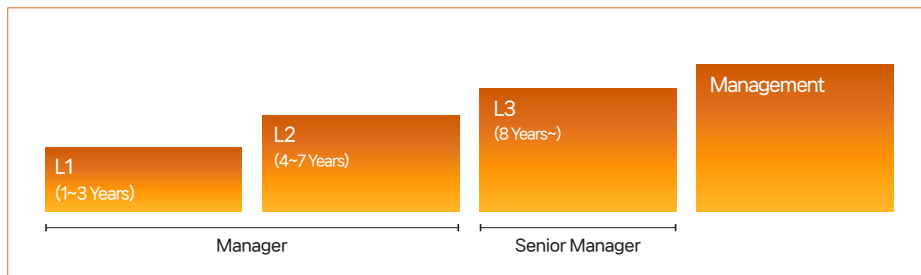 L1
(1~3 Years)
L2
(4~7 Years)
L3
(8 Years~)
Management
Manager
Senior Manager